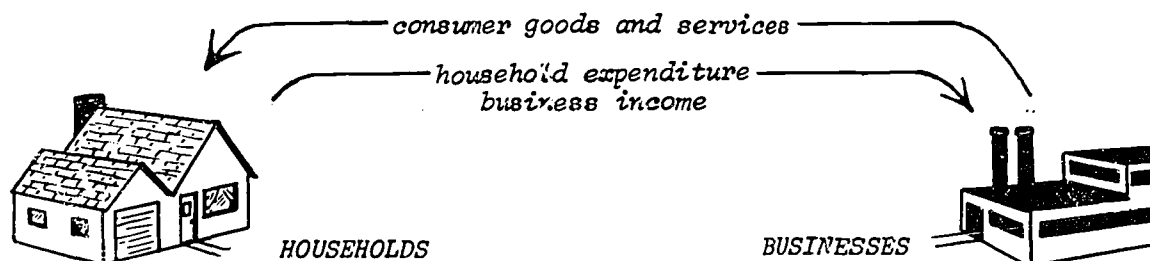 consumer goods and services
household expenditure
business income
HOUSEHOLDS
BUSINESSES